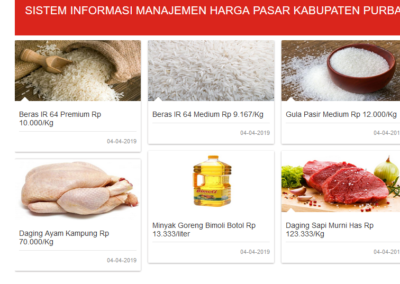 SISTEM INFORMASI MANAJEMEN HARGA PASAR KABUPATEN PURBA
Beras IR 64 Premium Rp
10.000/Kg
04-04-2019
Beras IR 64 Medium Rp 9.167/Kg
04-04-2019
Gula Pasir Medium Rp 12.000/Kg
04-04-2019
Daging Ayam Kampung Rp
70.000/Kg
04-04-2019
Minyak Goreng Bimoli Botol Rp
13.333/liter
04-04-2019
Daging Sapi Murni Has Rp
123.333/Kg
04-04-2019